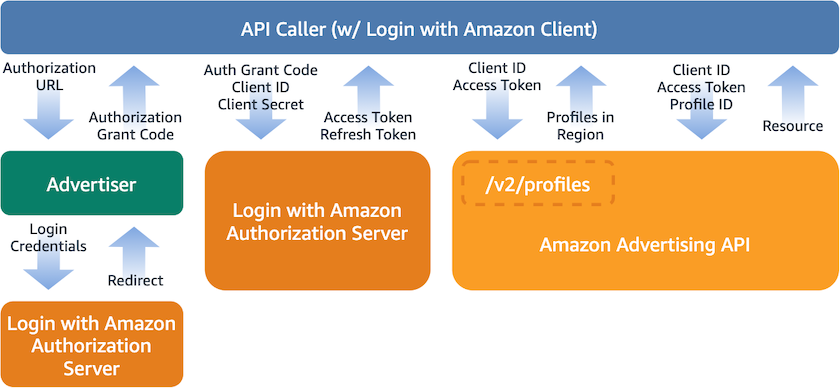 API Caller (w/ Login with Amazon Client)
Authorization
URL
Authorization
Grant Code
Auth Grant Code
Client ID
Client Secret
Access Token
Refresh Token
Client ID
Access Token
Profiles in
Region
Client ID
Access Token
Profile ID
Resource
Advertiser
Login with Amazon
Authorization Server
/v2/profiles
Amazon Advertising API
Login
Credentials
Redirect
Login with Amazon
Authorization
Server